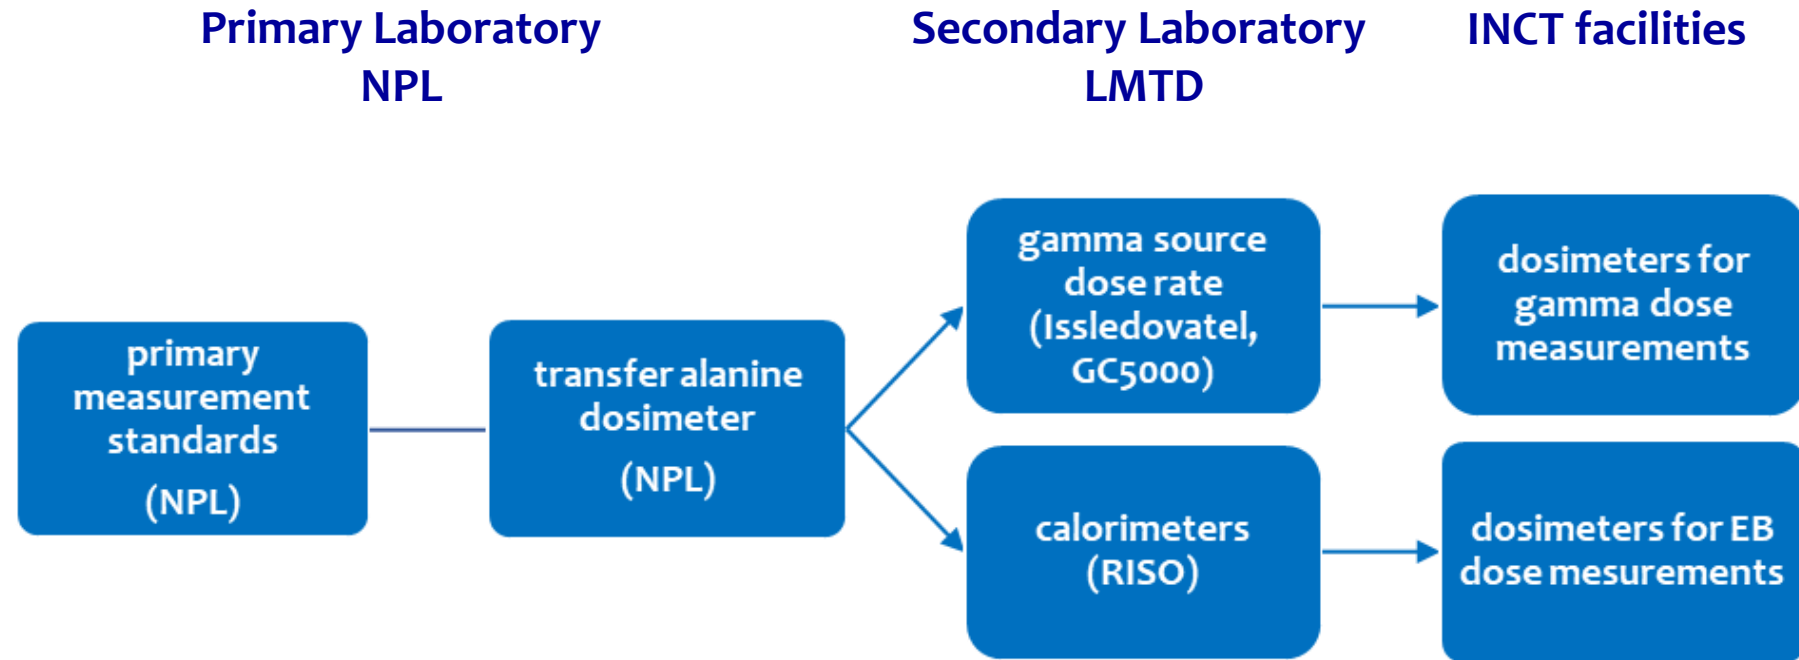 Primary Laboratory
NPL
Secondary Laboratory
LMTD
INCT facilities
primary
measurement
standards
(NPL)
transfer alanine
dosimeter
(NPL)
gamma source
dose rate
(Issledovatel,
GC5000)
calorimeters
(RISO)
dosimeters for
gamma dose
measurements
dosimeters for EB
dose mesurements